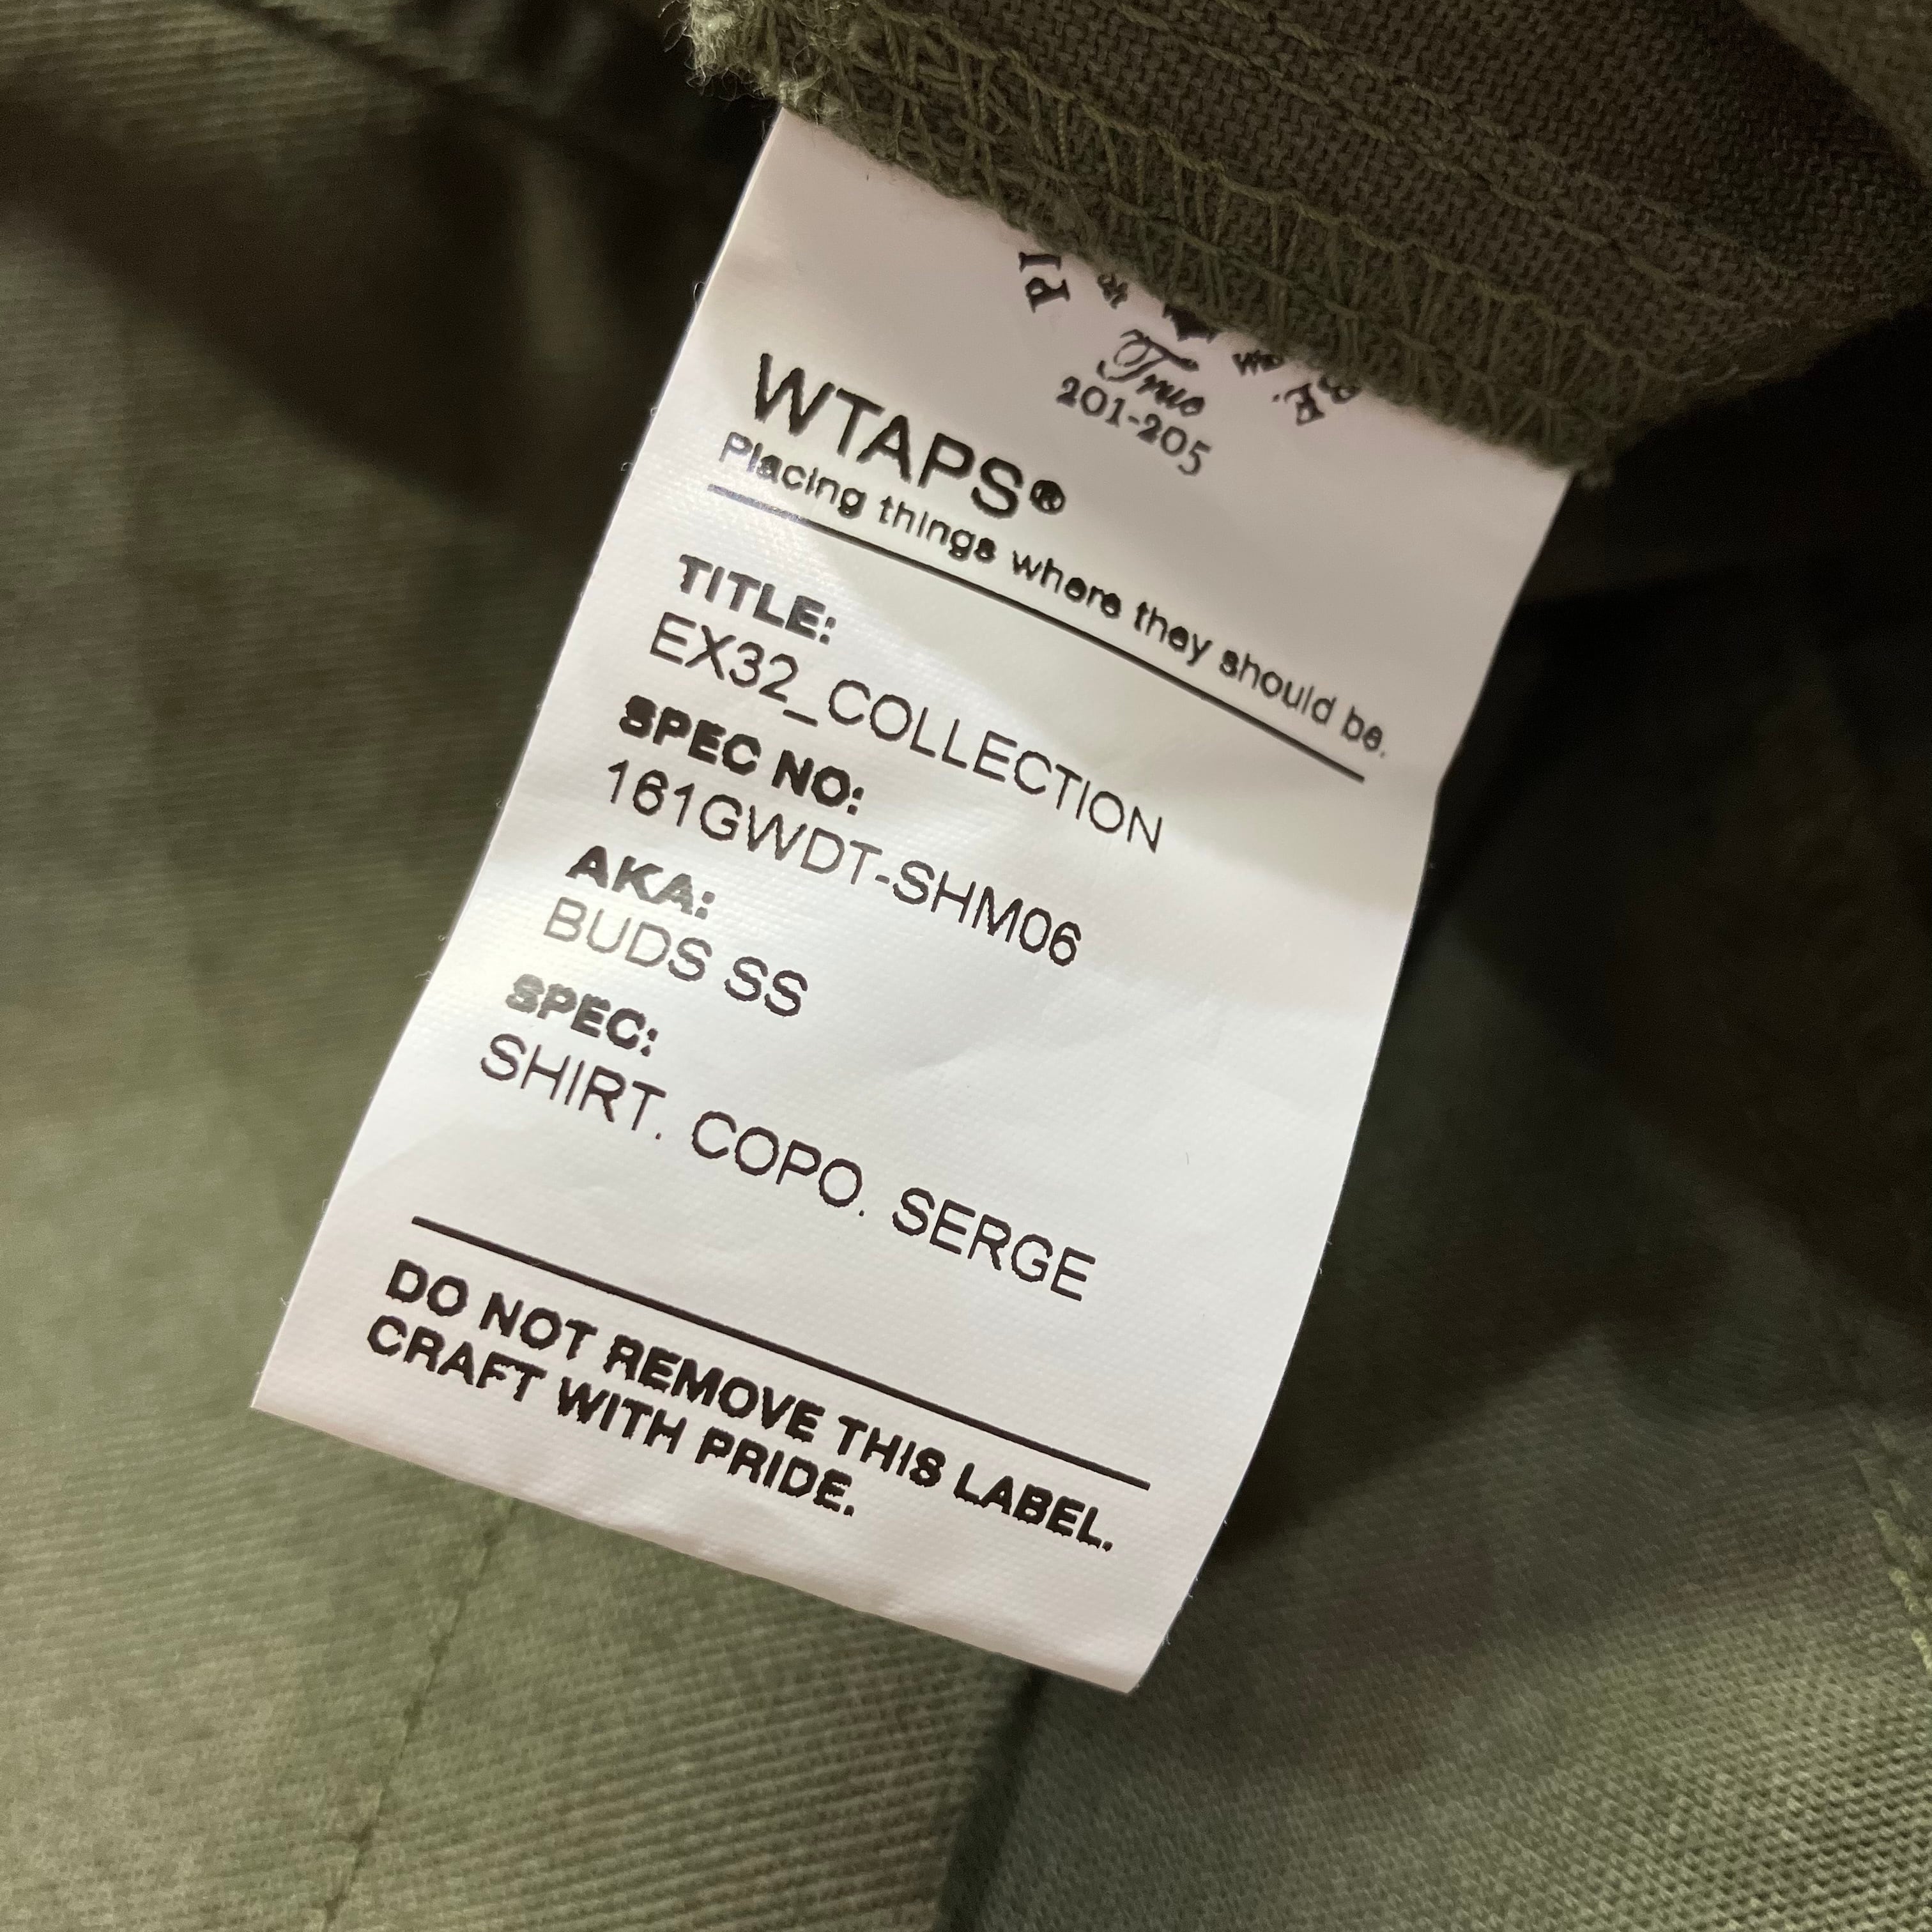 True
201-205
WTAPS®
Placing things where they should be.
TITLE:
EX32_COLLECTION
SPEC NO:
161GWDT-SHM06
AKA:
BUDS SS
SPEC:
SHIRT. COPO. SERGE
DO NOT REMOVE THIS LABEL.
CRAFT WITH PRIDE.